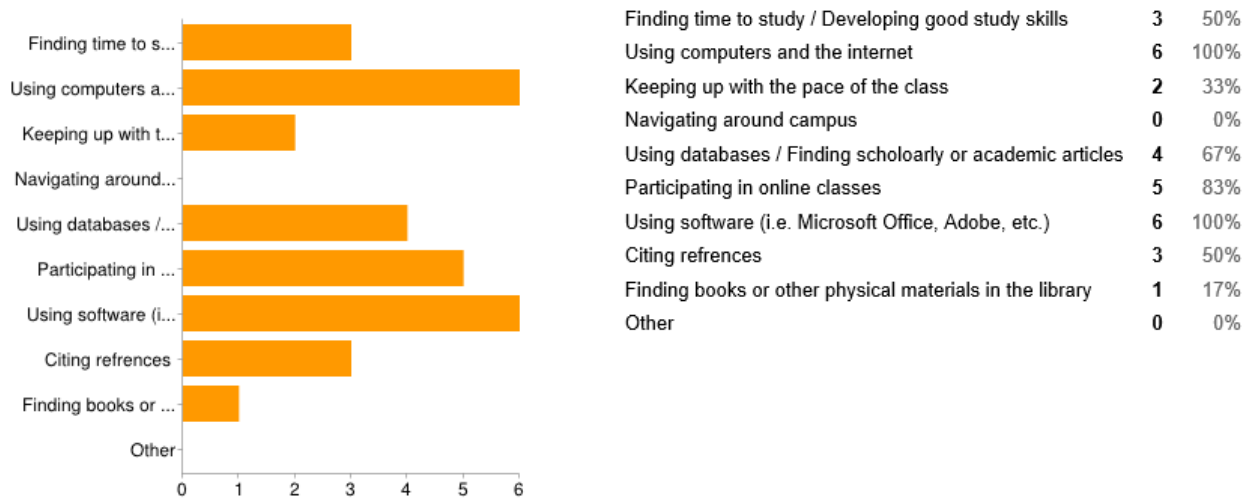 Finding time to s...
Using computers a...
Keeping up with t...
Navigating around...
Using databases /...
Participating in ...
Using software (i...
Citing refrences
Finding books or ...
Other
0 1 2 3 4 5 6
Finding time to study / Developing good study skills 3 50%
Using computers and the internet 6 100%
Keeping up with the pace of the class 2 33%
Navigating around campus 0 0%
Using databases / Finding scholoarly or academic articles 4 67%
Participating in online classes 5 83%
Using software (i.e. Microsoft Office, Adobe, etc.) 6 100%
Citing refrences 3 50%
Finding books or other physical materials in the library 1 17%
Other 0 0%